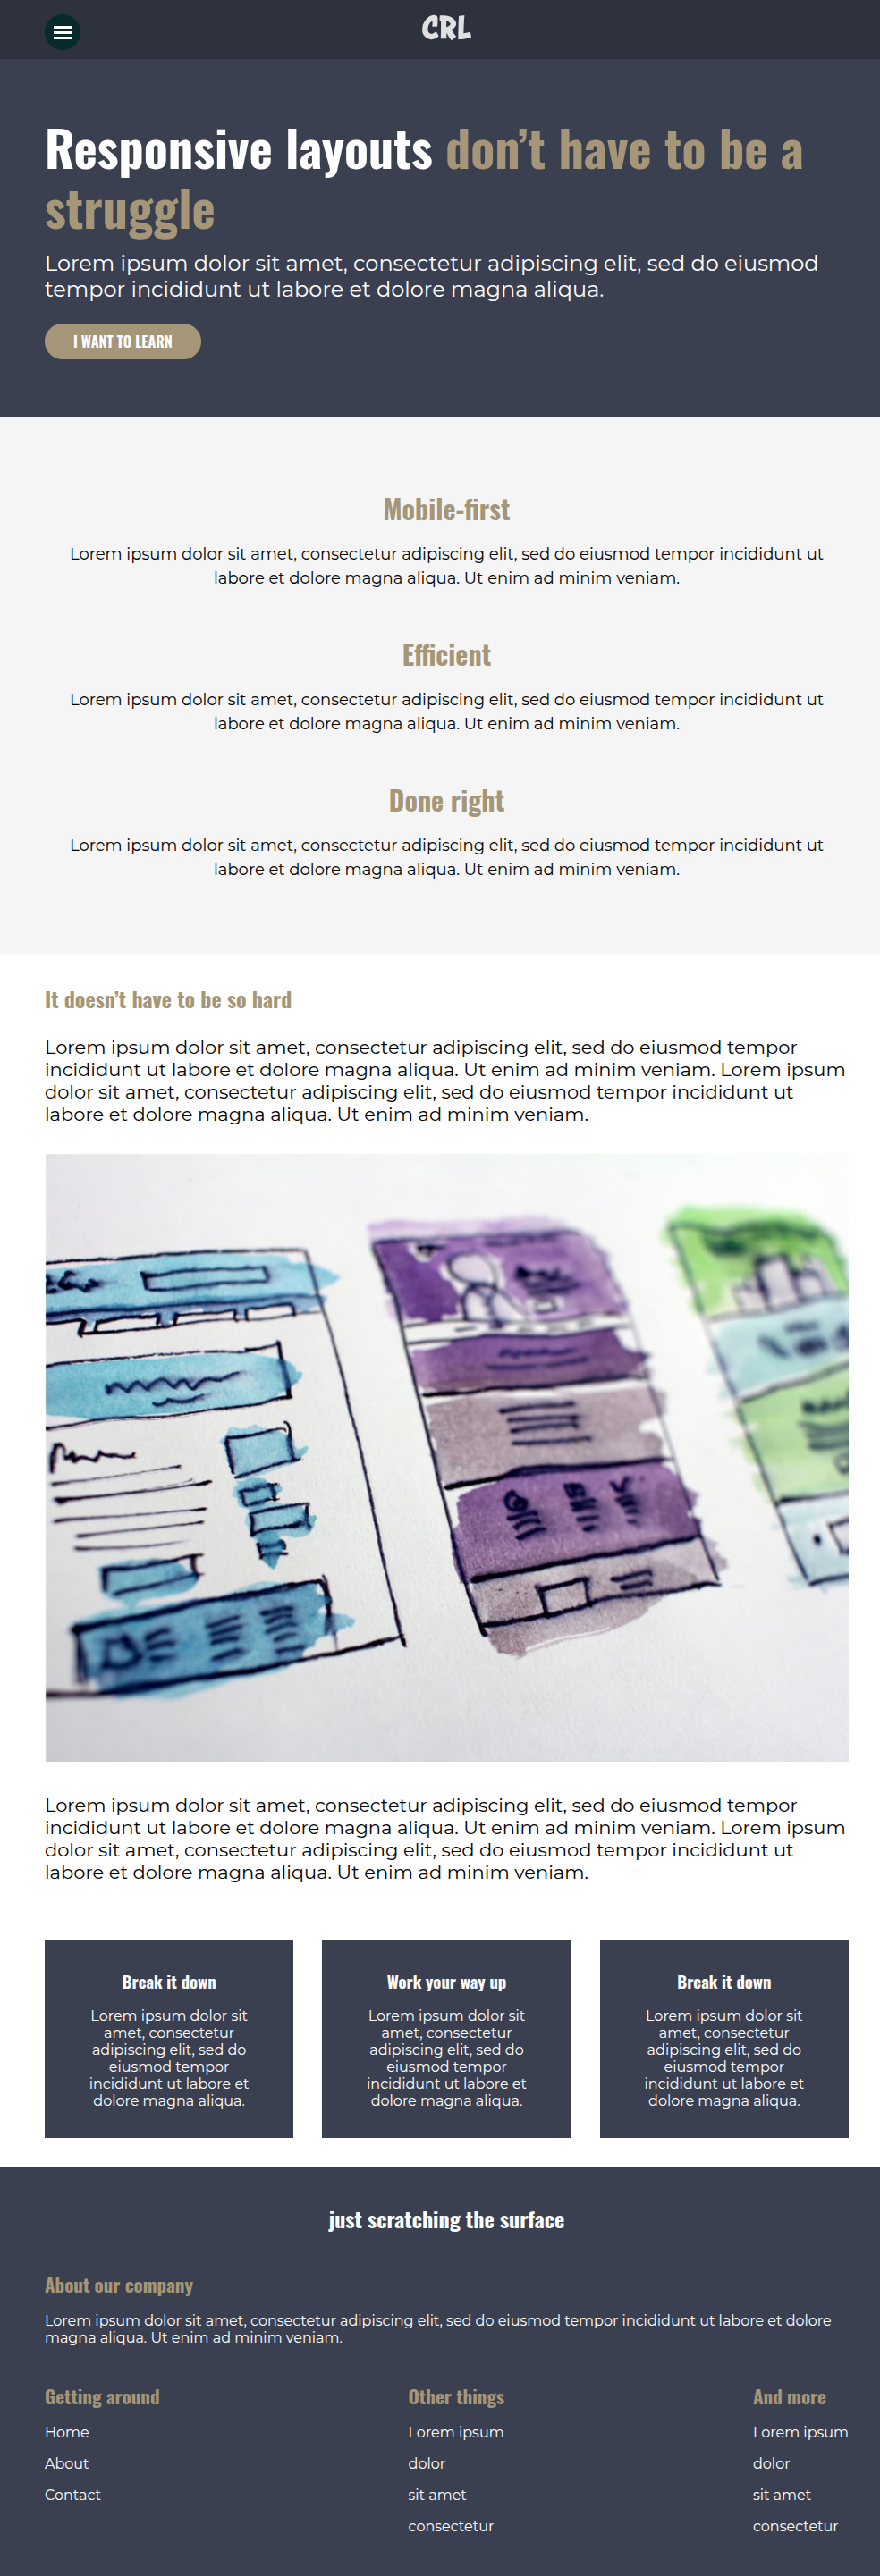 CRL
Responsive layouts don’t have to be a
struggle
Lorem ipsum dolor sit amet, consectetur adipiscing elit, sed do eiusmod
tempor incididunt ut labore et dolore magna aliqua.
I WANT TO LEARN
Mobile-first
Lorem ipsum dolor sit amet, consectetur adipiscing elit, sed do eiusmod tempor incididunt ut
labore et dolore magna aliqua. Ut enim ad minim veniam.
Efficient
Lorem ipsum dolor sit amet, consectetur adipiscing elit, sed do eiusmod tempor incididunt ut
labore et dolore magna aliqua. Ut enim ad minim veniam.
Done right
Lorem ipsum dolor sit amet, consectetur adipiscing elit, sed do eiusmod tempor incididunt ut
labore et dolore magna aliqua. Ut enim ad minim veniam.
It doesn’t have to be so hard
Lorem ipsum dolor sit amet, consectetur adipiscing elit, sed do eiusmod tempor
incididunt ut labore et dolore magna aliqua. Ut enim ad minim veniam. Lorem ipsum
dolor sit amet, consectetur adipiscing elit, sed do eiusmod tempor incididunt ut
labore et dolore magna aliqua. Ut enim ad minim veniam.
Lorem ipsum dolor sit amet, consectetur adipiscing elit, sed do eiusmod tempor
incididunt ut labore et dolore magna aliqua. Ut enim ad minim veniam. Lorem ipsum
dolor sit amet, consectetur adipiscing elit, sed do eiusmod tempor incididunt ut
labore et dolore magna aliqua. Ut enim ad minim veniam.
Break it down
Lorem ipsum dolor sit
amet, consectetur
adipiscing elit, sed do
eiusmod tempor
incididunt ut labore et
dolore magna aliqua.
Work your way up
Lorem ipsum dolor sit
amet, consectetur
adipiscing elit, sed do
eiusmod tempor
incididunt ut labore et
dolore magna aliqua.
Break it down
Lorem ipsum dolor sit
amet, consectetur
adipiscing elit, sed do
eiusmod tempor
incididunt ut labore et
dolore magna aliqua.
just scratching the surface
About our company
Lorem ipsum dolor sit amet, consectetur adipiscing elit, sed do eiusmod tempor incididunt ut labore et dolore
magna aliqua. Ut enim ad minim veniam.
Getting around
Home
About
Contact
Other things
Lorem ipsum
dolor
sit amet
consectetur
And more
Lorem ipsum
dolor
sit amet
consectetur